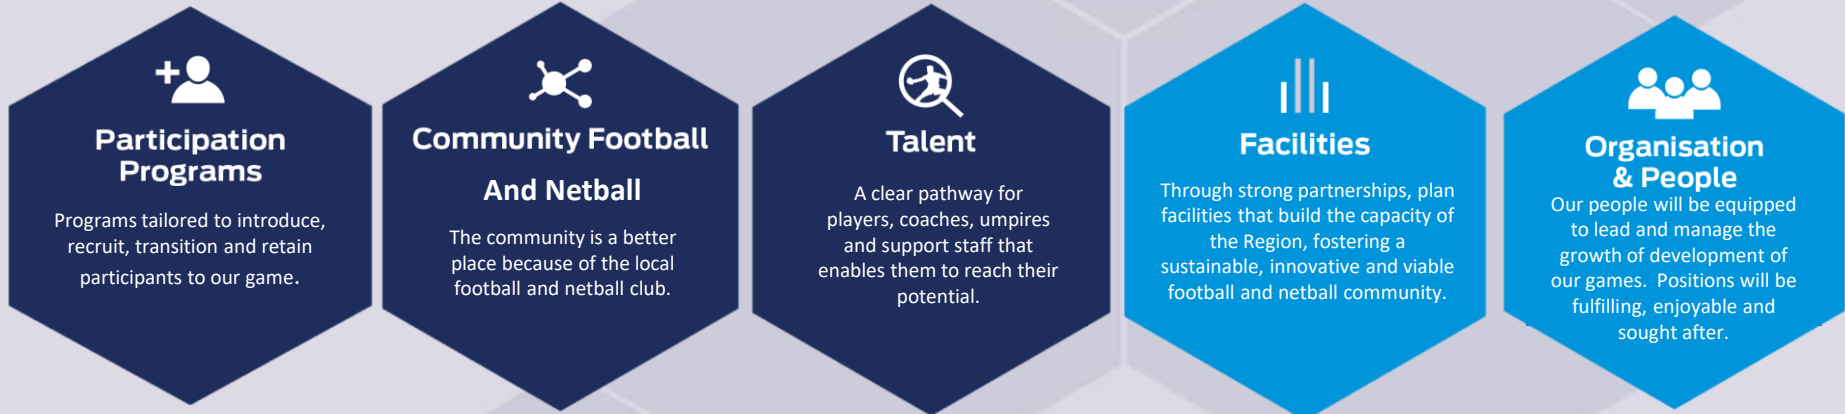 Participation
Programs
Programs tailored to introduce,
recruit, transition and retain
participants to our game.
Community Football
And Netball
The community is a better
place because of the local
football and netball club.
Talent
A clear pathway for
players, coaches, umpires
and support staff that
enables them to reach their
potential.
Facilities
Through strong partnerships, plan
facilities that build the capacity of
the Region, fostering a
sustainable, innovative and viable
football and netball community.
Organisation
& People
Our people will be equipped
to lead and manage the
growth of development of
our games.  Positions will be
fulfilling, enjoyable and
sought after.